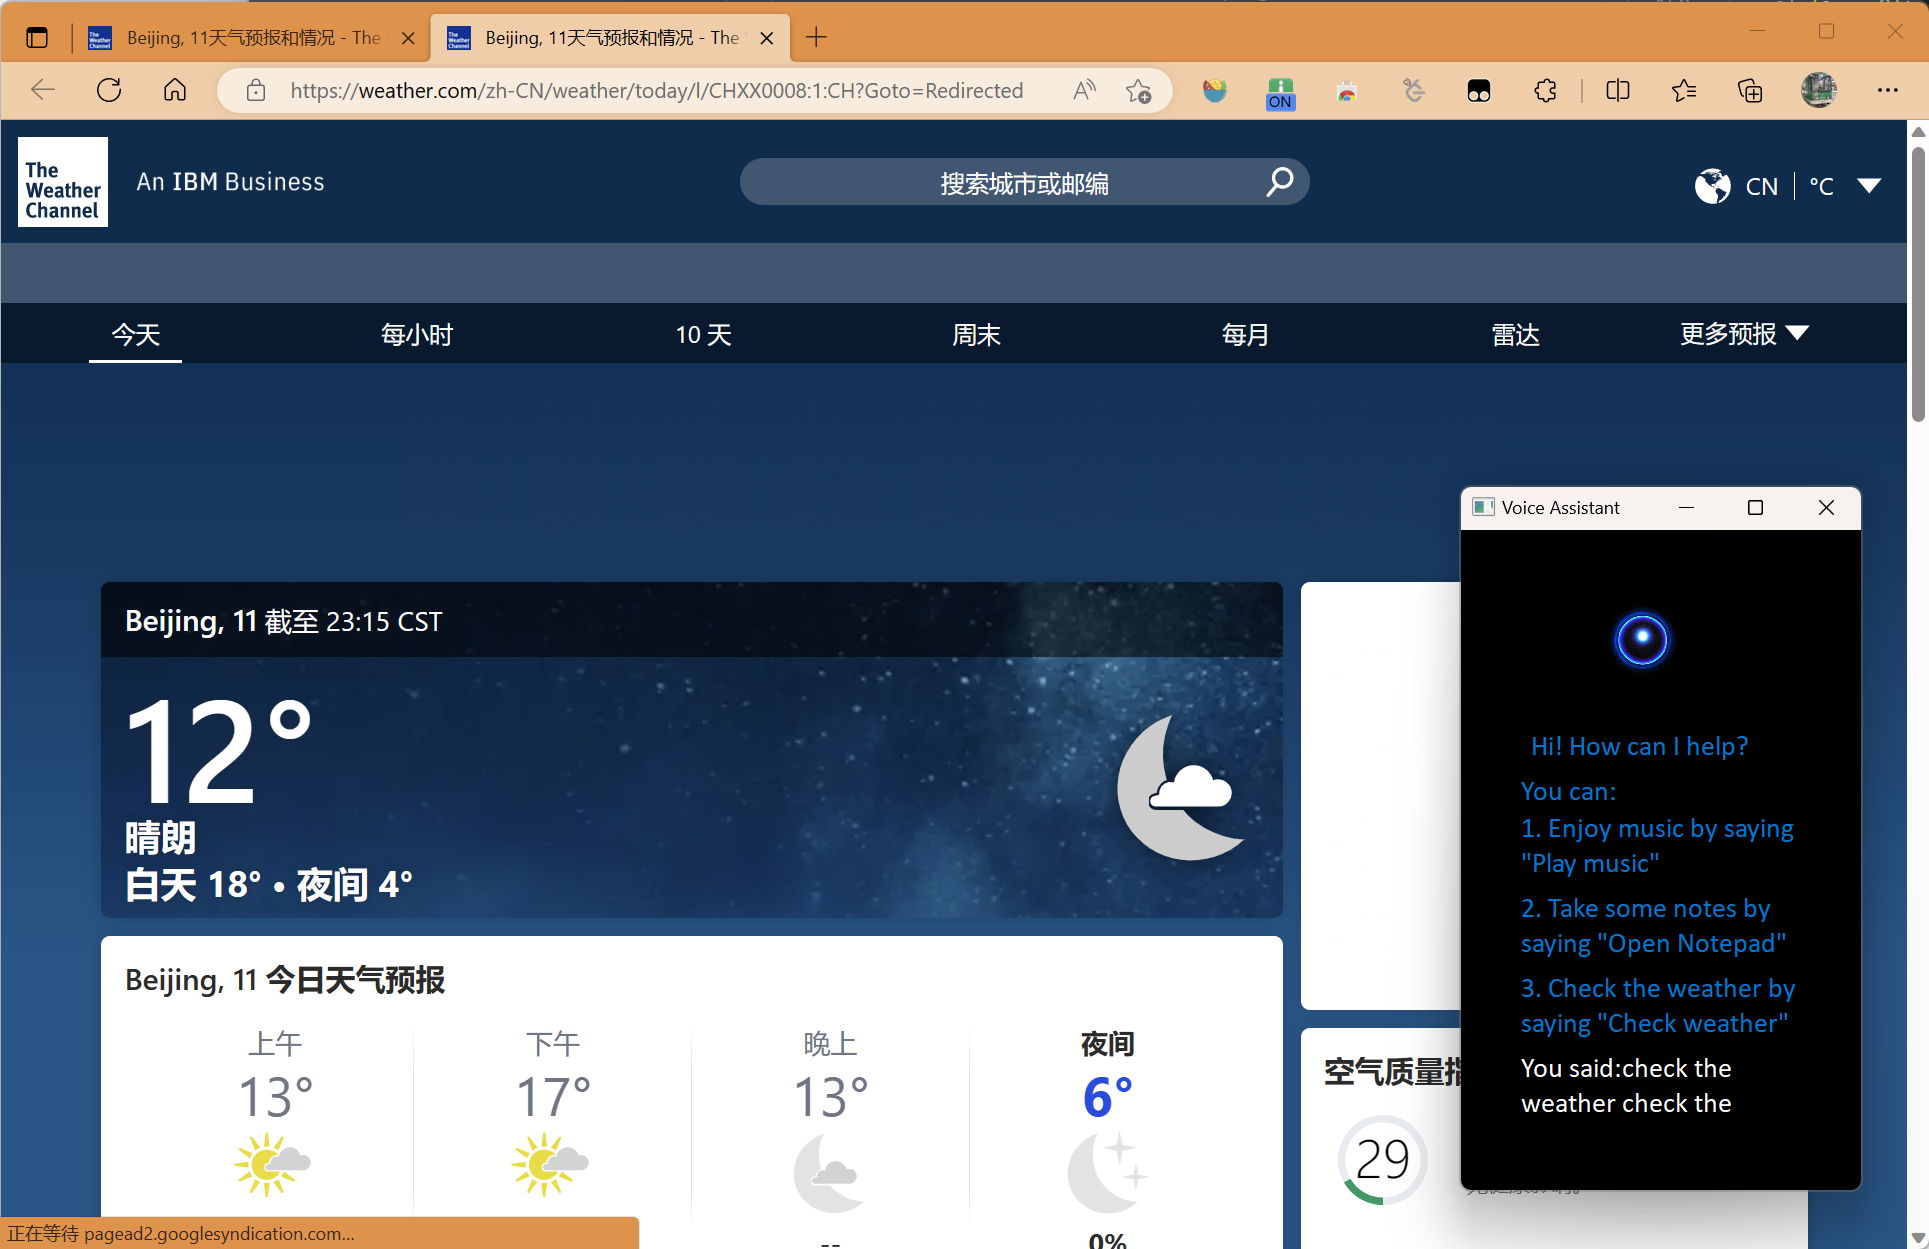 Beijing, 11天气预报和情况 - The
Beijing, 11天气预报和情况 - The
https://weather.com/zh-CN/weather/today/l/CHXX0008:1:CH?Goto=Redirected
ON
The
Weather
Channel
An IBM Business
搜索城市或邮编
CN
°C
今天
每小时
10 天
周末
每月
雷达
更多预报
Beijing, 11 截至 23:15 CST
12°
晴朗
白天 18° • 夜间 4°
Beijing, 11 今日天气预报
上午
下午
晚上
夜间
13°
17°
13°
6°
--
0%
空气质量指
29
Voice Assistant
Hi! How can I help?
You can:
1. Enjoy music by saying
"Play music"
2. Take some notes by
saying "Open Notepad"
3. Check the weather by
saying "Check weather"
You said:check the
weather check the
正在等待 pagead2.googlesyndication.com...